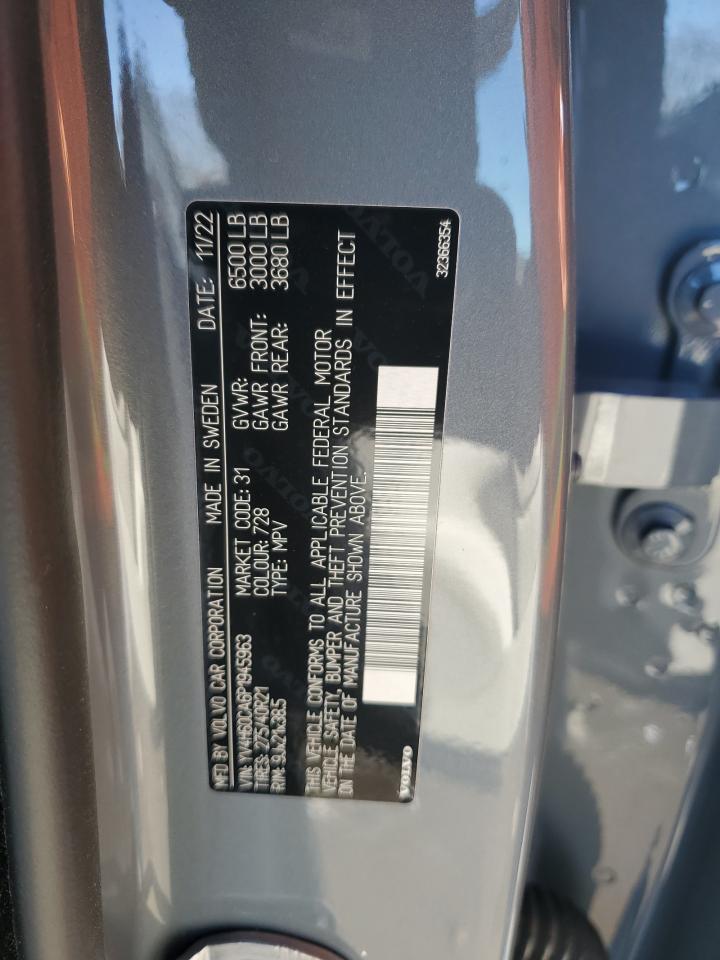 MFD BY VOLVO CAR CORPORATION MADE IN SWEDEN DATE: 11/22
VIN: YV4H60CA6P1945963 MARKET CODE: 31 GVWR: 6500 LB
TIRES: 275/40R21 COLOUR: 728 GAWR FRONT: 3000 LB
RIM: 9Jx21x38.5 TYPE: MPV GAWR REAR: 3680 LB
THIS VEHICLE CONFORMS TO ALL APPLICABLE FEDERAL MOTOR
VEHICLE SAFETY, BUMPER AND THEFT PREVENTION STANDARDS IN EFFECT
ON THE DATE OF MANUFACTURE SHOWN ABOVE.
VOLVO
32366354